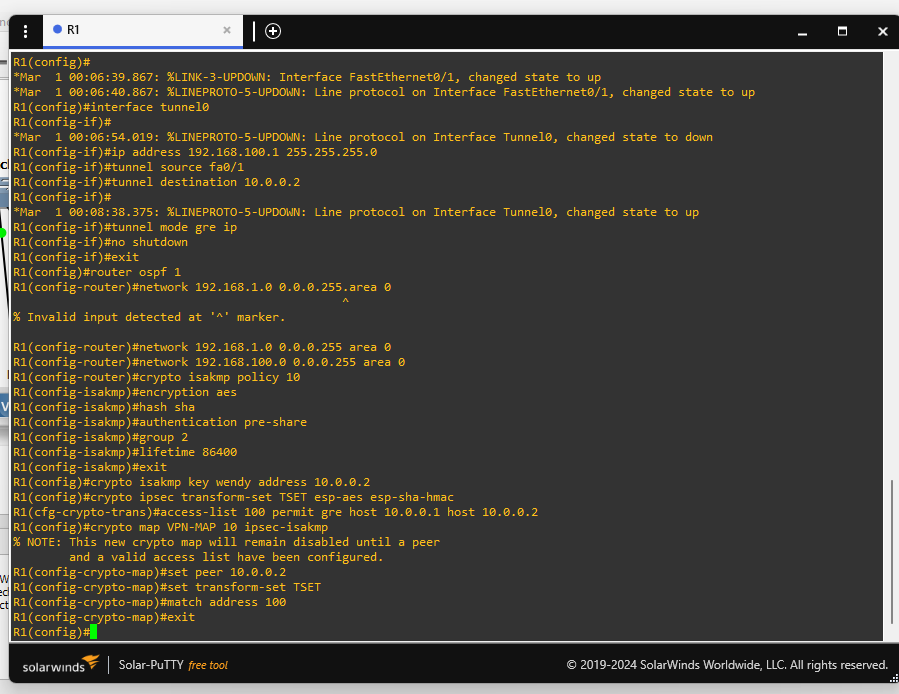 R1
R1(config)#
*Mar  1 00:06:39.867: %LINK-3-UPDOWN: Interface FastEthernet0/1, changed state to up
*Mar  1 00:06:40.867: %LINEPROTO-5-UPDOWN: Line protocol on Interface FastEthernet0/1, changed state to up
R1(config)#interface tunnel0
R1(config-if)#
*Mar  1 00:06:54.019: %LINEPROTO-5-UPDOWN: Line protocol on Interface Tunnel0, changed state to down
R1(config-if)#ip address 192.168.100.1 255.255.255.0
R1(config-if)#tunnel source fa0/1
R1(config-if)#tunnel destination 10.0.0.2
R1(config-if)#
*Mar  1 00:08:38.375: %LINEPROTO-5-UPDOWN: Line protocol on Interface Tunnel0, changed state to up
R1(config-if)#tunnel mode gre ip
R1(config-if)#no shutdown
R1(config-if)#exit
R1(config)#router ospf 1
R1(config-router)#network 192.168.1.0 0.0.0.255.area 0
^
% Invalid input detected at '^' marker.
R1(config-router)#network 192.168.1.0 0.0.0.255 area 0
R1(config-router)#network 192.168.100.0 0.0.0.255 area 0
R1(config-router)#crypto isakmp policy 10
R1(config-isakmp)#encryption aes
R1(config-isakmp)#hash sha
R1(config-isakmp)#authentication pre-share
R1(config-isakmp)#group 2
R1(config-isakmp)#lifetime 86400
R1(config-isakmp)#exit
R1(config)#crypto isakmp key wendy address 10.0.0.2
R1(config)#crypto ipsec transform-set TSET esp-aes esp-sha-hmac
R1(cfg-crypto-trans)#access-list 100 permit gre host 10.0.0.1 host 10.0.0.2
R1(config)#crypto map VPN-MAP 10 ipsec-isakmp
% NOTE: This new crypto map will remain disabled until a peer
and a valid access list have been configured.
R1(config-crypto-map)#set peer 10.0.0.2
R1(config-crypto-map)#set transform-set TSET
R1(config-crypto-map)#match address 100
R1(config-crypto-map)#exit
R1(config)#
solarwinds
Solar-PuTTY free tool
© 2019-2024 SolarWinds Worldwide, LLC. All rights reserved.